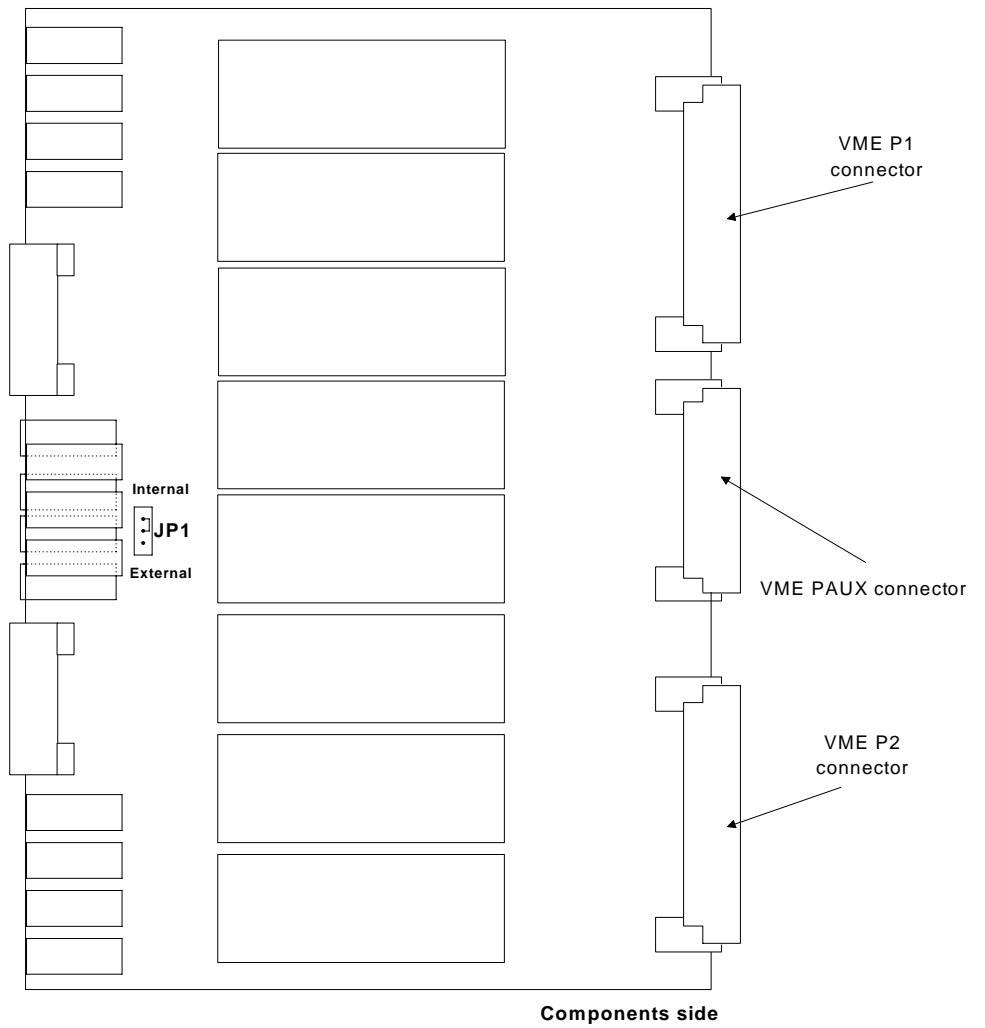 VME P1
connector
Internal
JP1
External
VME PAUX connector
VME P2
connector
Components side